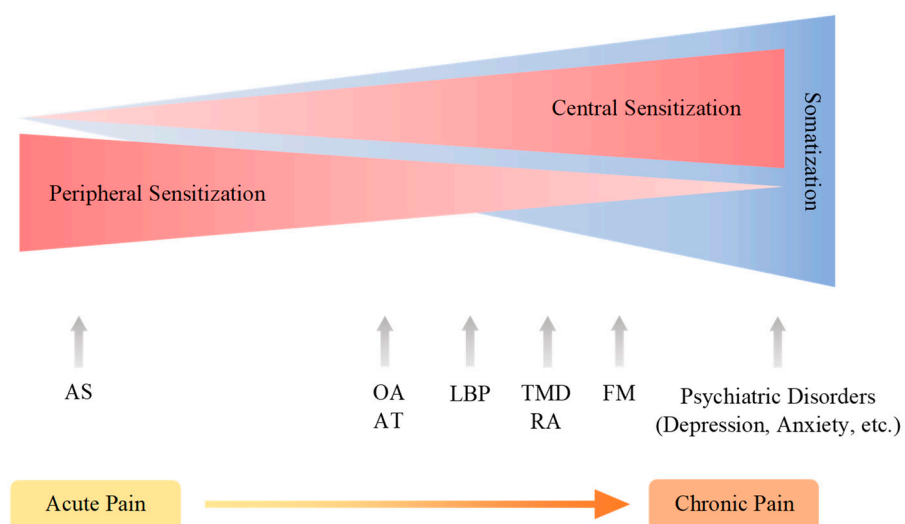 Central Sensitization
Somatization
Peripheral Sensitization
AS
OA
AT
LBP
TMD
RA
FM
Psychiatric Disorders
(Depression, Anxiety, etc.)
Acute Pain
Chronic Pain